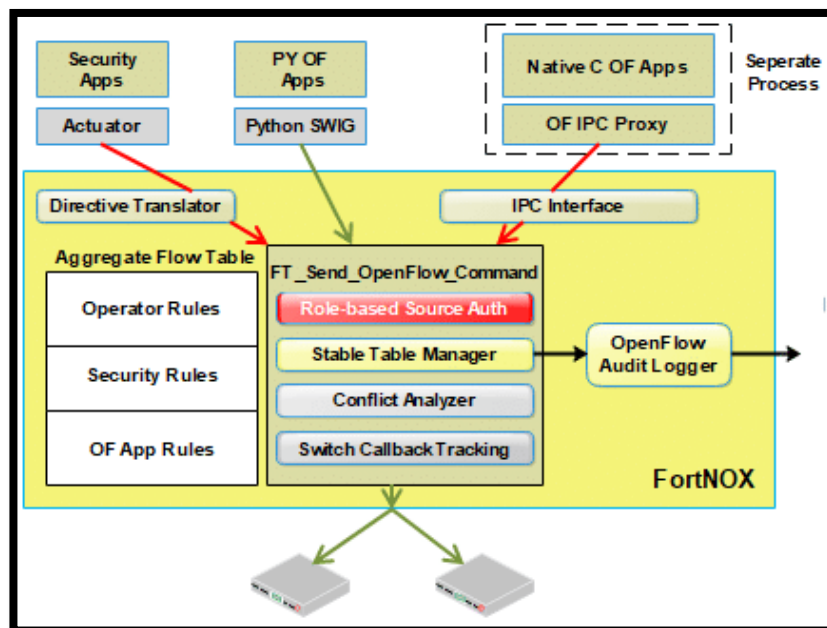 Security
Apps
PY OF
Apps
Native C OF Apps
Seperate
Process
Actuator
Python SWIG
OF IPC Proxy
Directive Translator
IPC Interface
Aggregate Flow Table
FT_Send_OpenFlow_Command
Operator Rules
Role-based Source Auth
Security Rules
Stable Table Manager
OpenFlow
Audit Logger
Conflict Analyzer
OF App Rules
Switch Callback Tracking
FortNOX